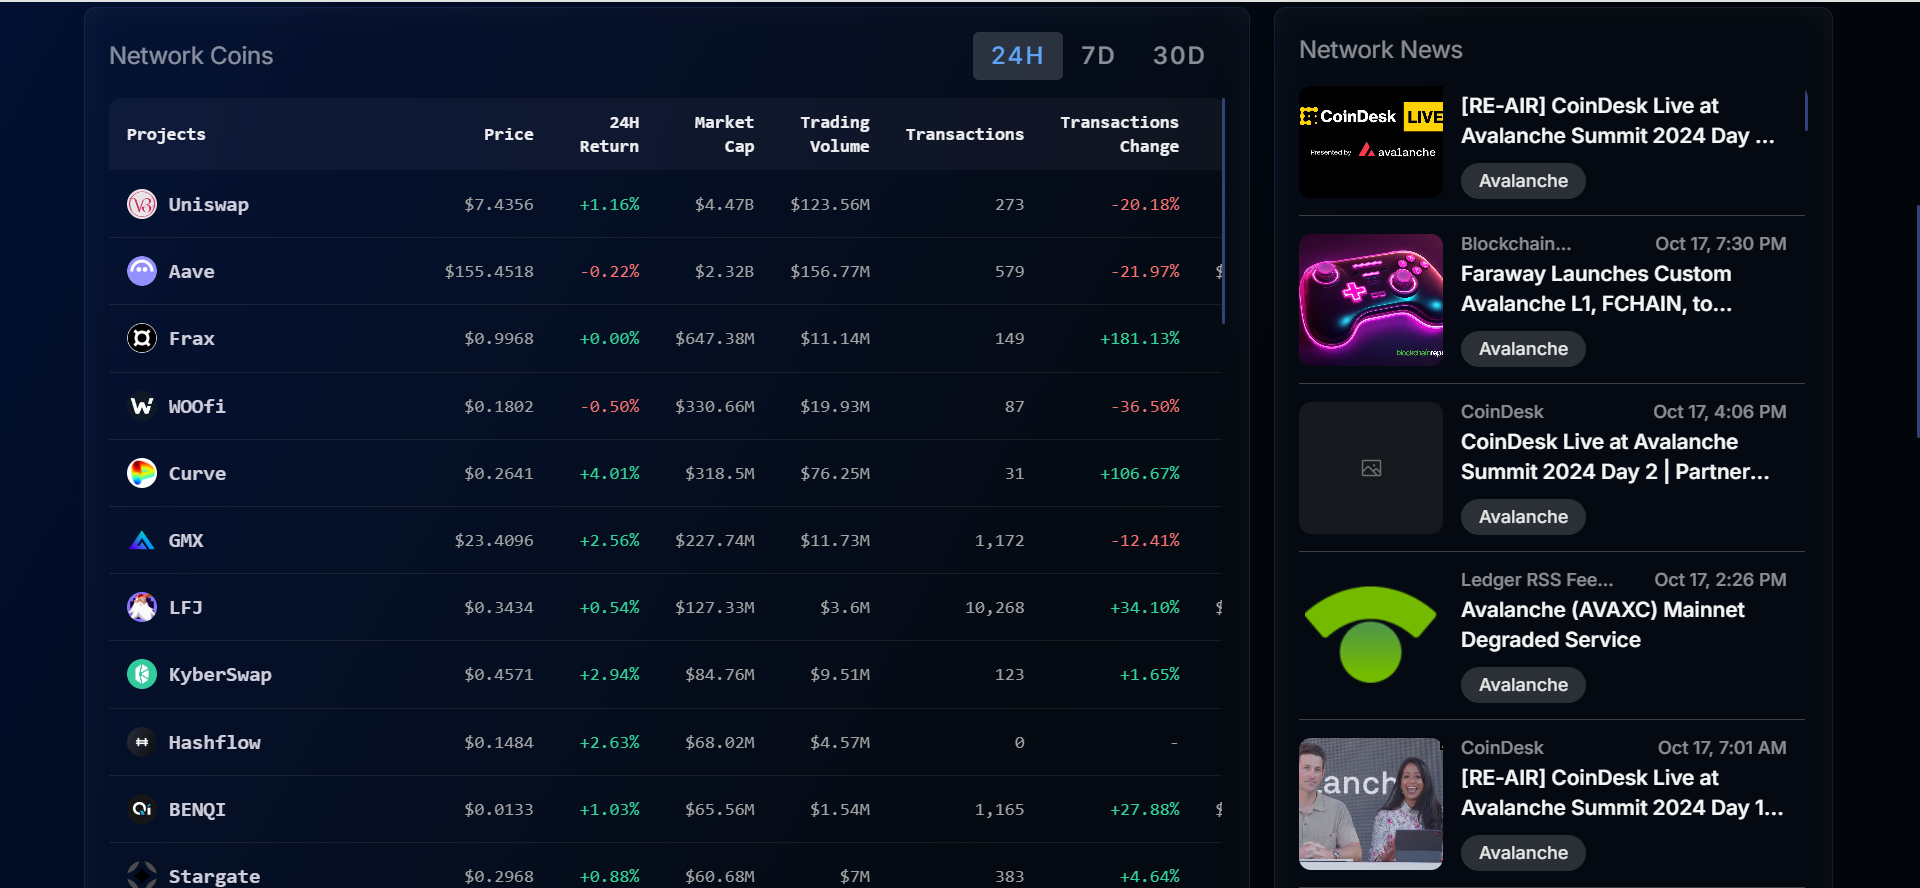 Network Coins
24H 7D 30D
Projects Price 24H Return Market Cap Trading Volume Transactions Transactions Change
Uniswap $7.4356 +1.16% $4.47B $123.56M 273 -20.18%
Aave $155.4518 -0.22% $2.32B $156.77M 579 -21.97% $
Frax $0.9968 +0.00% $647.38M $11.14M 149 +181.13%
WOOfi $0.1802 -0.50% $330.66M $19.93M 87 -36.50%
Curve $0.2641 +4.01% $318.5M $76.25M 31 +106.67%
GMX $23.4096 +2.56% $227.74M $11.73M 1,172 -12.41%
LFJ $0.3434 +0.54% $127.33M $3.6M 10,268 +34.10% $
KyberSwap $0.4571 +2.94% $84.76M $9.51M 123 +1.65%
Hashflow $0.1484 +2.63% $68.02M $4.57M 0 -
BENQI $0.0133 +1.03% $65.56M $1.54M 1,165 +27.88% $
Stargate $0.2968 +0.88% $60.68M $7M 383 +4.64%
Network News
CoinDesk LIVE
Presented by avalanche
[RE-AIR] CoinDesk Live at
Avalanche Summit 2024 Day ...
Avalanche
Blockchain... Oct 17, 7:30 PM
Faraway Launches Custom
Avalanche L1, FCHAIN, to...
blockchainrep
Avalanche
CoinDesk Oct 17, 4:06 PM
CoinDesk Live at Avalanche
Summit 2024 Day 2 | Partner...
Avalanche
Ledger RSS Fee... Oct 17, 2:26 PM
Avalanche (AVAXC) Mainnet
Degraded Service
Avalanche
CoinDesk Oct 17, 7:01 AM
[RE-AIR] CoinDesk Live at
Avalanche Summit 2024 Day 1...
lanch
Avalanche